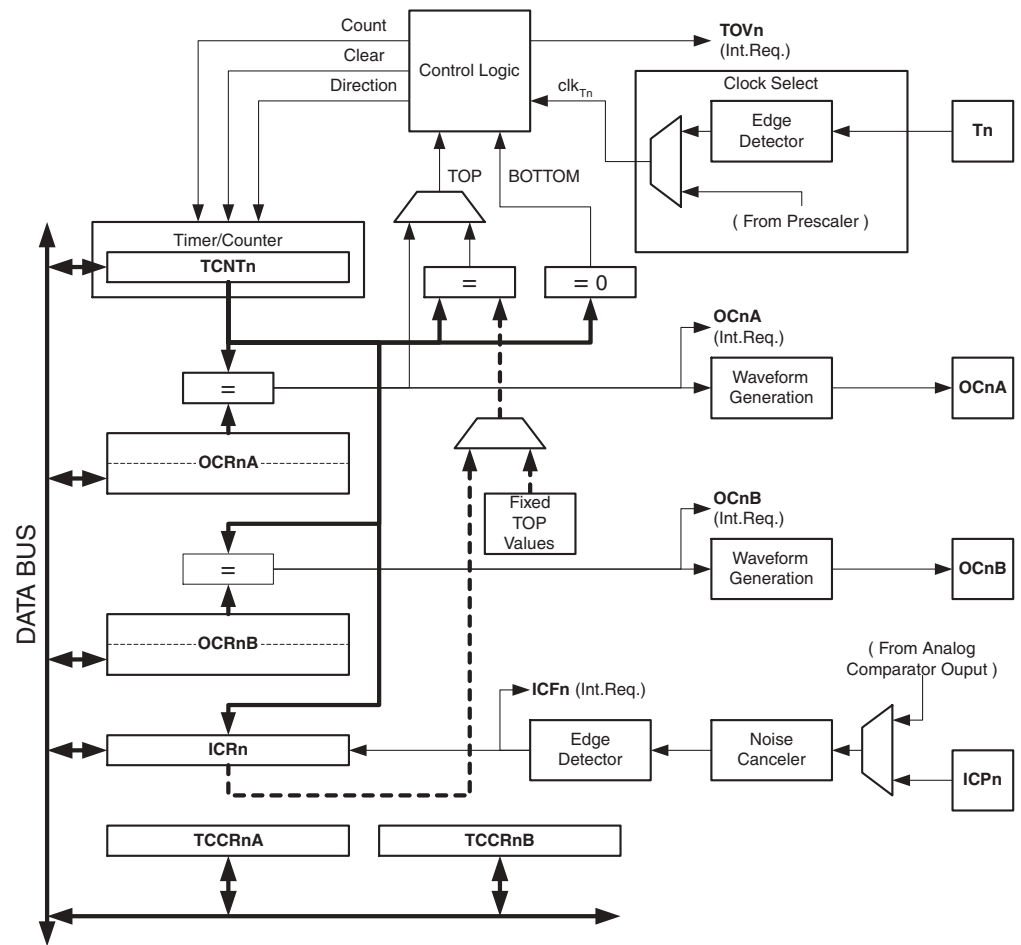 Count
TOVn
(Int.Req.)
Clear
Control Logic
Direction
clkTn
Clock Select
Edge
Detector
Tn
TOP
BOTTOM
( From Prescaler )
Timer/Counter
TCNTn
=
= 0
OCnA
(Int.Req.)
=
Waveform
Generation
OCnA
OCRnA
Fixed
TOP
Values
OCnB
(Int.Req.)
=
Waveform
Generation
OCnB
DATA BUS
OCRnB
( From Analog
Comparator Ouput )
ICFn (Int.Req.)
ICRn
Edge
Detector
Noise
Canceler
ICPn
TCCRnA
TCCRnB